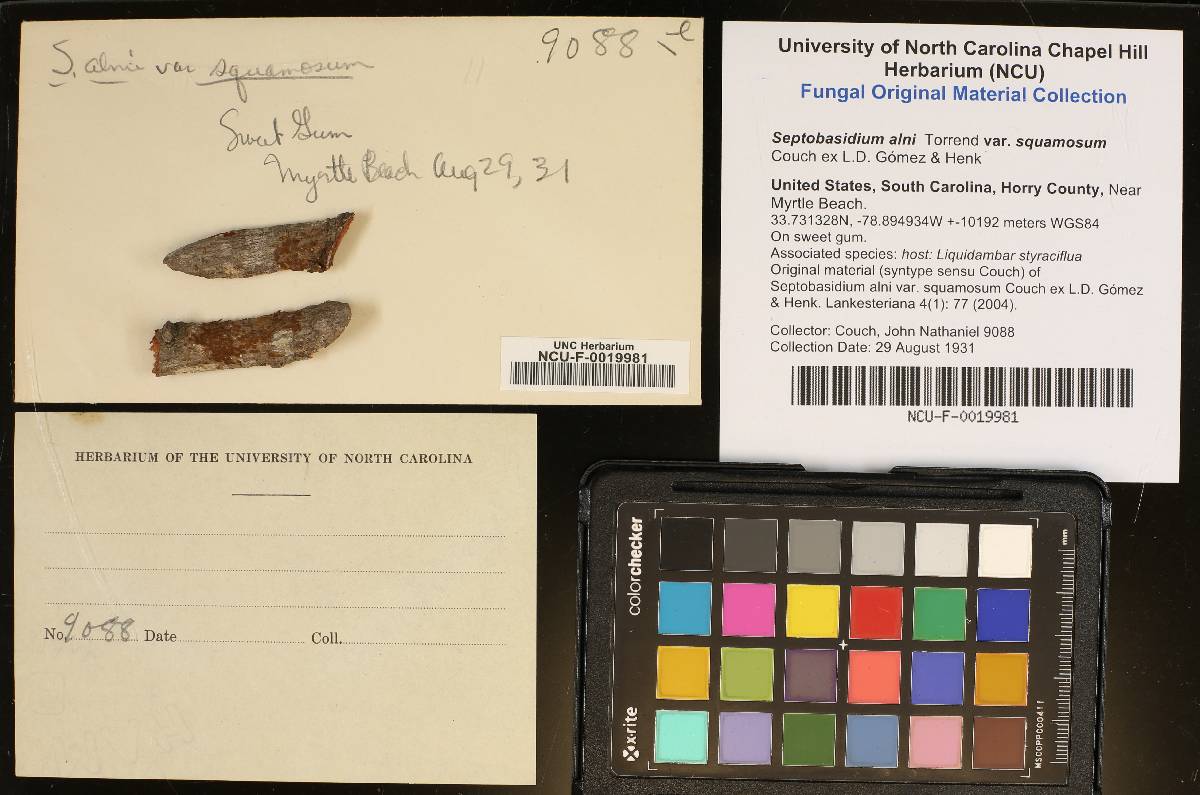 S. alni var squamosum
9088
Sweet Gum
Myrtle Beach Aug 29, 31
UNC Herbarium
NCU-F-0019981
University of North Carolina Chapel Hill
Herbarium (NCU)
Fungal Original Material Collection
Septobasidium alni Torrend var. squamosum
Couch ex L.D. Gómez & Henk
United States, South Carolina, Horry County, Near
Myrtle Beach.
33.731328N, -78.894934W +-10192 meters WGS84
On sweet gum.
Associated species: host: Liquidambar styraciflua
Original material (syntype sensu Couch) of
Septobasidium alni var. squamosum Couch ex L.D. Gómez
& Henk. Lankesteriana 4(1): 77 (2004).
Collector: Couch, John Nathaniel 9088
Collection Date: 29 August 1931
NCU-F-0019981
HERBARIUM OF THE UNIVERSITY OF NORTH CAROLINA
No. 9088 Date Coll.
colorchecker
x-rite
mm
MSCCPPC00411